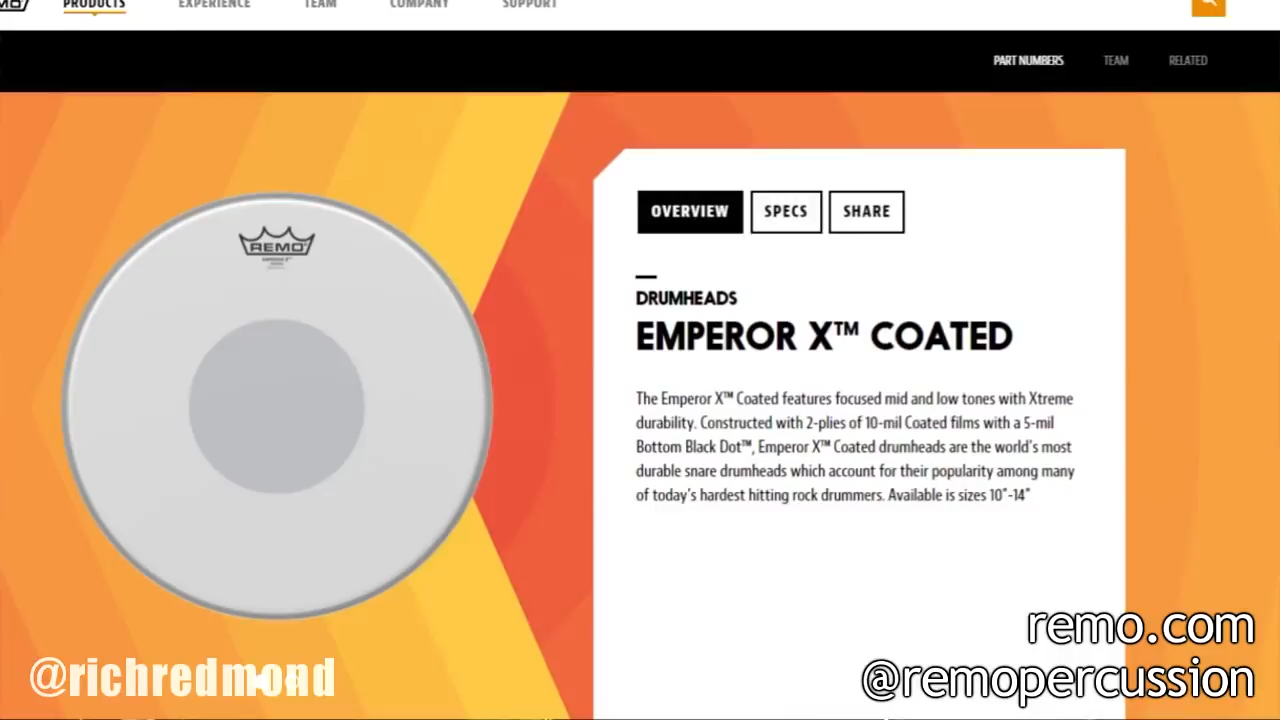 PRODUCTS EXPERIENCE TEAM COMPANY SUPPORT
PART NUMBERS TEAM RELATED
REMO
OVERVIEW SPECS SHARE
DRUMHEADS
EMPEROR X™ COATED
The Emperor X™ Coated features focused mid and low tones with Xtreme
durability. Constructed with 2-plies of 10-mil Coated films with a 5-mil
Bottom Black Dot™, Emperor X™ Coated drumheads are the world's most
durable snare drumheads which account for their popularity among many
of today's hardest hitting rock drummers. Available is sizes 10"-14"
remo.com
@richredmond
@remopercussion